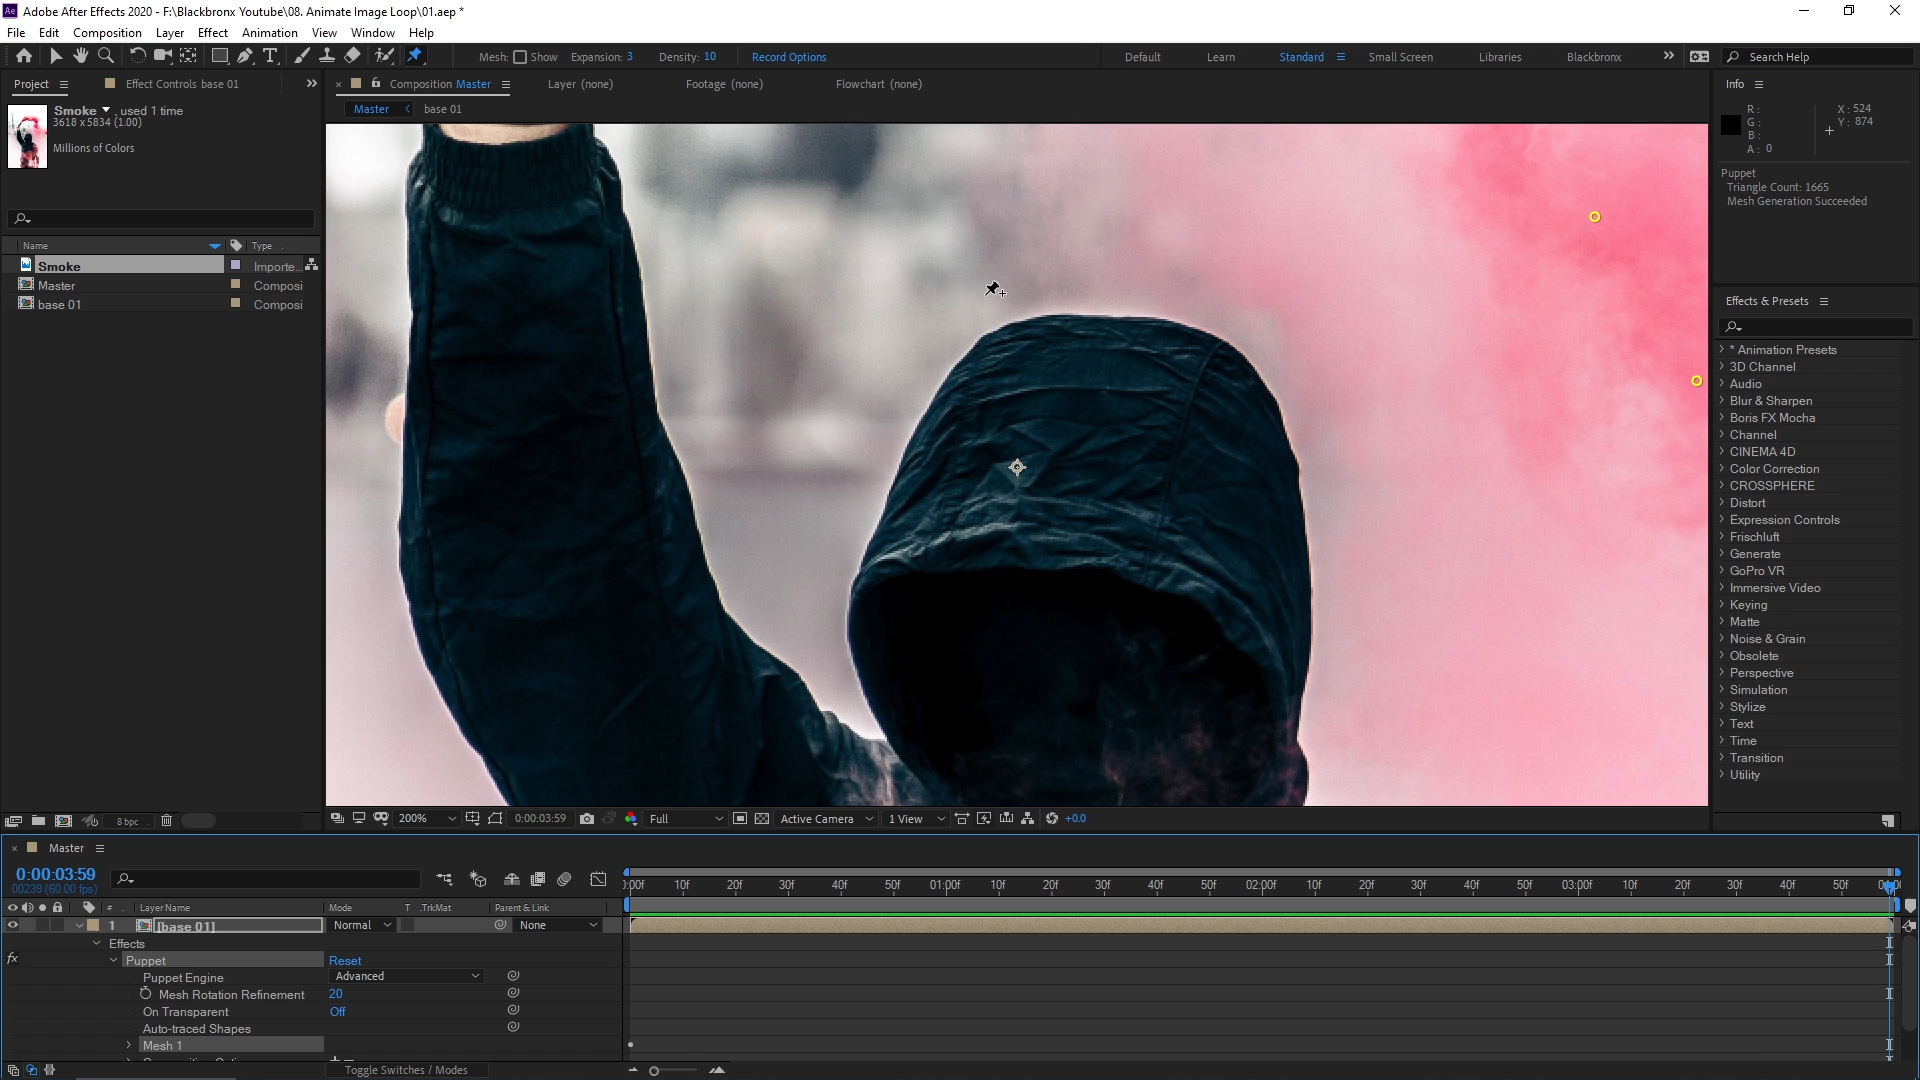 Adobe After Effects 2020 - F:\Blackbronx Youtube\08. Animate Image Loop\01.aep *
File Edit Composition Layer Effect Animation View Window Help
Mesh: Show Expansion: 3 Density: 10 Record Options Default Learn Standard Small Screen Libraries Blackbronx Search Help
Project Effect Controls base 01
Composition Master Layer (none) Footage (none) Flowchart (none)
Info
Smoke , used 1 time
3618 x 5834 (1.00)
Millions of Colors
Master base 01
R : X : 524
G : Y : 874
B :
A : 0
Puppet
Triangle Count: 1665
Mesh Generation Succeeded
Name Type
Smoke Importe...
Master Composi
base 01 Composi
Effects & Presets
* Animation Presets
3D Channel
Audio
Blur & Sharpen
Boris FX Mocha
Channel
CINEMA 4D
Color Correction
CROSSPHERE
Distort
Expression Controls
Frischluft
Generate
GoPro VR
Immersive Video
Keying
Matte
Noise & Grain
Obsolete
Perspective
Simulation
Stylize
Text
Time
Transition
Utility
8 bpc
200% 0:00:03:59 Full Active Camera 1 View +0.0
Master
0:00:03:59
00239 (60.00 fps)
):00f 10f 20f 30f 40f 50f 01:00f 10f 20f 30f 40f 50f 02:00f 10f 20f 30f 40f 50f 03:00f 10f 20f 30f 40f 50f
# Layer Name Mode T .TrkMat Parent & Link
1 [base 01] Normal None
Effects
fx Puppet Reset
Puppet Engine Advanced
Mesh Rotation Refinement 20
On Transparent Off
Auto-traced Shapes
Mesh 1
Toggle Switches / Modes